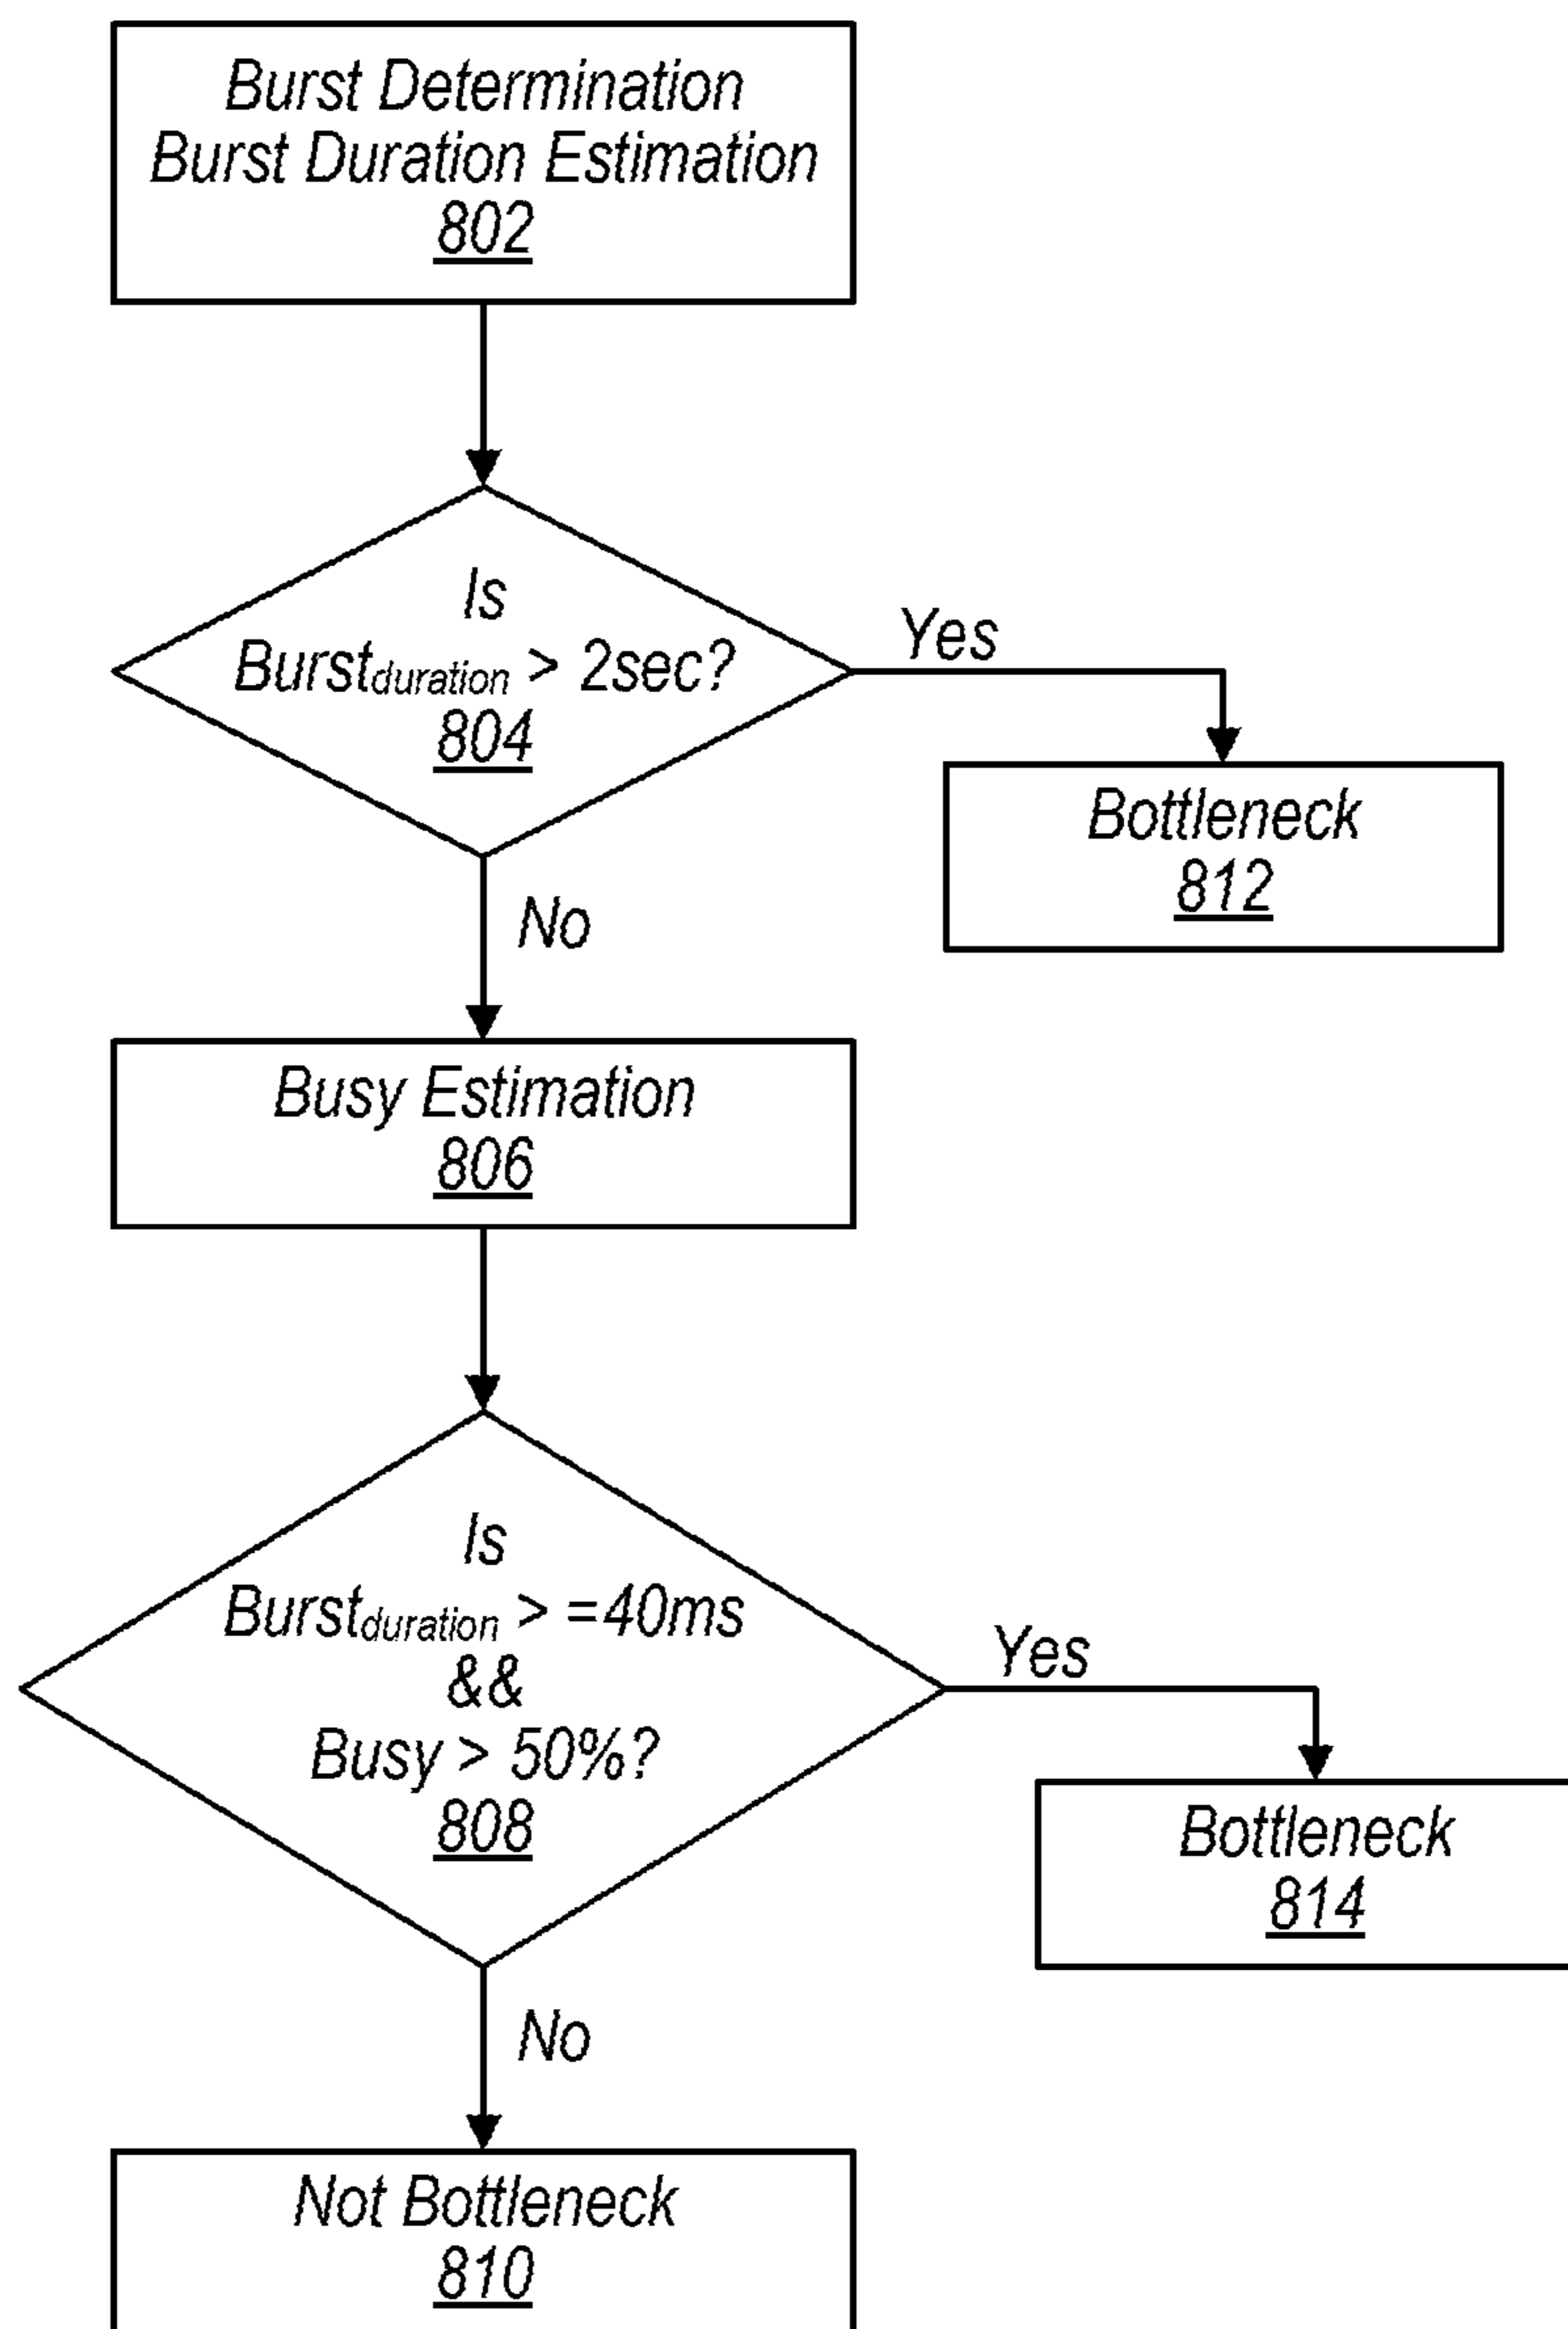 Burst Determination
Burst Duration Estimation
802
Is
Burstduration > 2sec?
804
Yes
Bottleneck
812
No
Busy Estimation
806
Is
Burstduration > =40ms
&&
Busy > 50%?
808
Yes
Bottleneck
814
No
Not Bottleneck
810